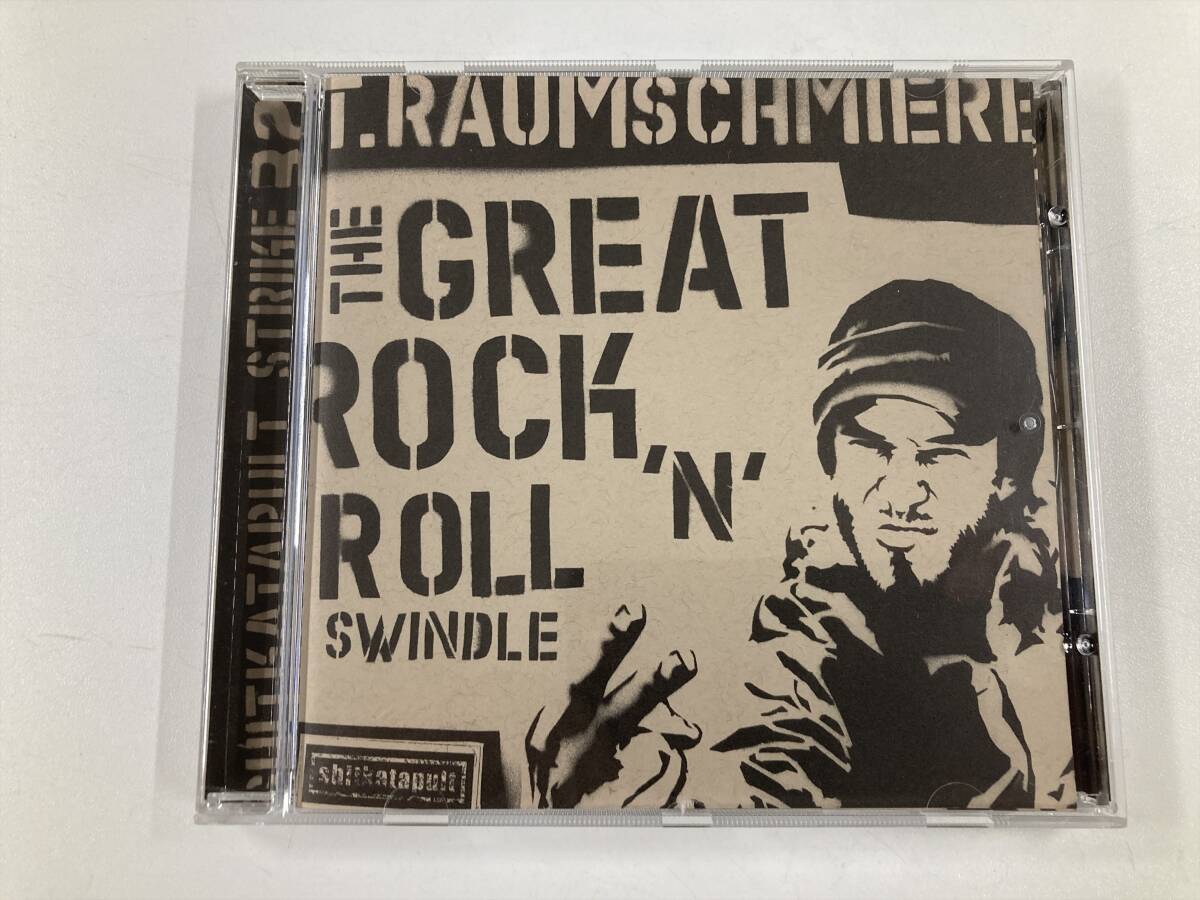 T.RAUMSCHMIERE
THE
GREAT
ROCK
'N'
ROLL
SWINDLE
shitkatapult
SHITKATAPULT STRIKE 32